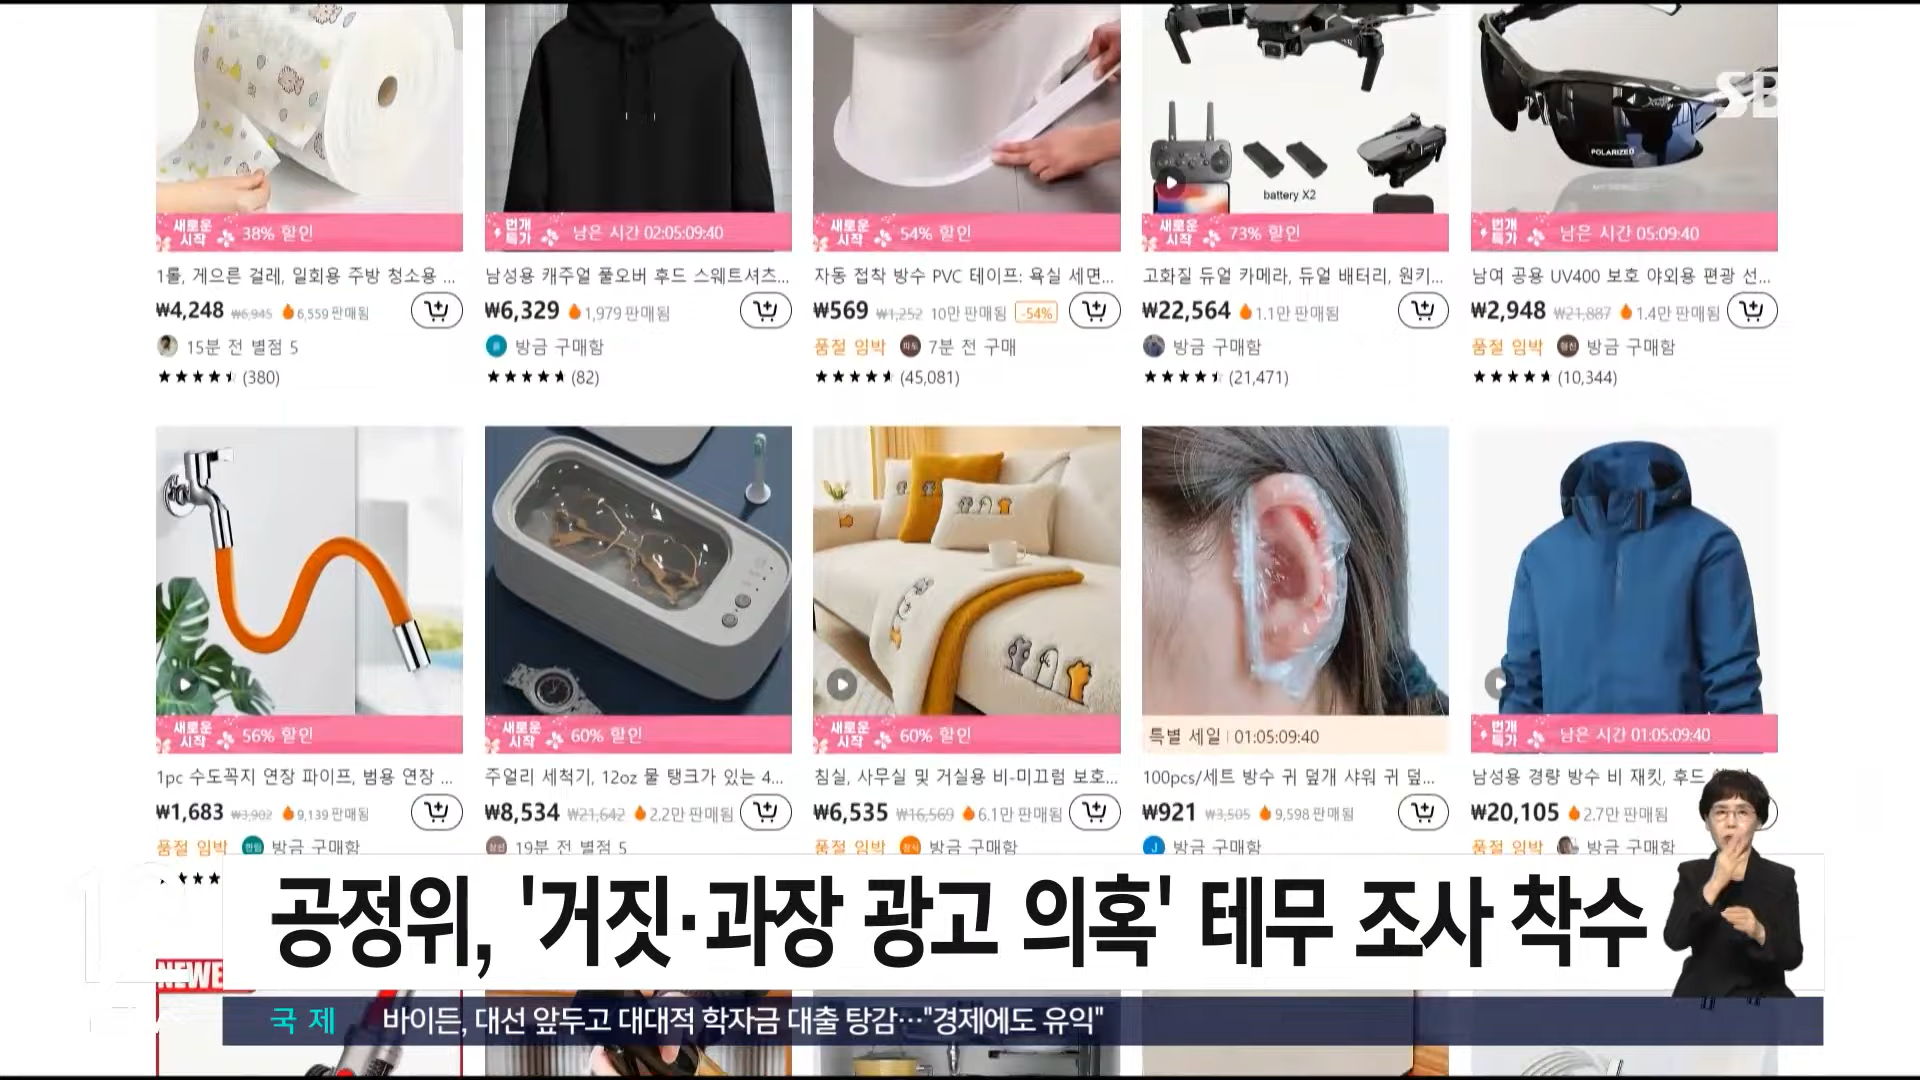 SB
POLARIZED
battery X2
새로운 시작 38% 할인
번개 특가 남은 시간 02:05:09:40
새로운 시작 54% 할인
새로운 시작 73% 할인
번개 특가 남은 시간 05:09:40
1롤, 게으른 걸레, 일회용 주방 청소용 ...
남성용 캐주얼 풀오버 후드 스웨트셔츠...
자동 접착 방수 PVC 테이프: 욕실 세면...
고화질 듀얼 카메라, 듀얼 배터리, 원키...
남여 공용 UV400 보호 야외용 편광 선...
₩4,248 ₩6,945 6,559 판매됨
₩6,329 1,979 판매됨
₩569 ₩1,252 10만 판매됨 -54%
₩22,564 1.1만 판매됨
₩2,948 ₩21,887 1.4만 판매됨
15분 전 별점 5
방금 구매함
품절 임박 7분 전 구매
방금 구매함
품절 임박 방금 구매함
(380)
(82)
(45,081)
(21,471)
(10,344)
새로운 시작 56% 할인
새로운 시작 60% 할인
새로운 시작 60% 할인
특별 세일 | 01:05:09:40
번개 특가 남은 시간 01:05:09:40
1pc 수도꼭지 연장 파이프, 범용 연장 ...
주얼리 세척기, 12oz 물 탱크가 있는 4...
침실, 사무실 및 거실용 비-미끄럼 보호...
100pcs/세트 방수 귀 덮개 샤워 귀 덮...
남성용 경량 방수 비 재킷, 후드
₩1,683 ₩3,902 9,139 판매됨
₩8,534 ₩21,642 2.2만 판매됨
₩6,535 ₩16,569 6.1만 판매됨
₩921 ₩3,505 9,598 판매됨
₩20,105 2.7만 판매됨
품절 임박 방금 구매함
19분 전 별점 5
품절 임박 방금 구매함
J 방금 구매함
품절 임박 방금 구매함
12
공정위, '거짓·과장 광고 의혹' 테무 조사 착수
NEWE
국 제 바이든, 대선 앞두고 대대적 학자금 대출 탕감…"경제에도 유익"